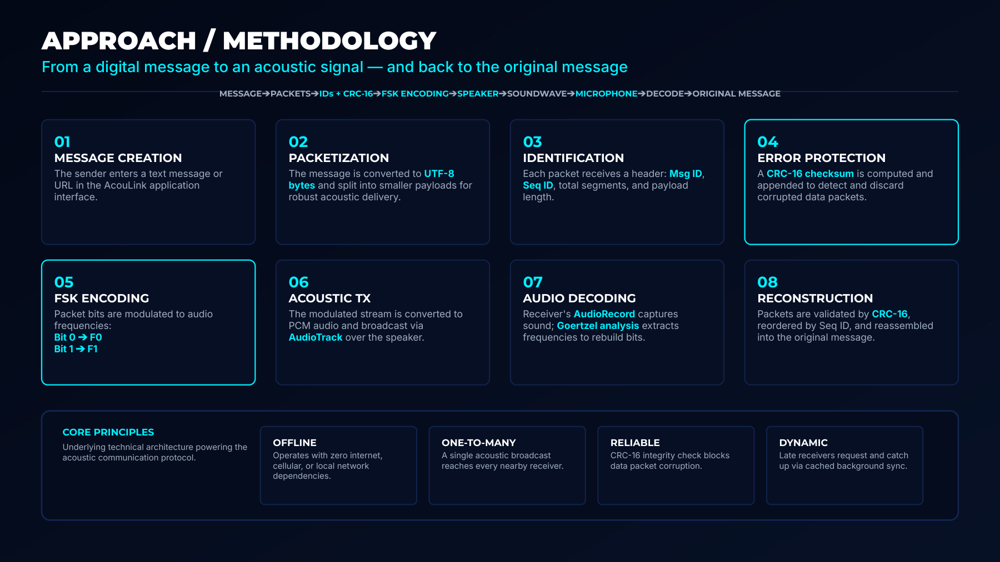 APPROACH / METHODOLOGY
From a digital message to an acoustic signal — and back to the original message
MESSAGE➔PACKETS➔IDs + CRC-16➔FSK ENCODING➔SPEAKER➔SOUNDWAVE➔MICROPHONE➔DECODE➔ORIGINAL MESSAGE
01
MESSAGE CREATION
The sender enters a text message or
URL in the AcouLink application
interface.
02
PACKETIZATION
The message is converted to UTF-8
bytes and split into smaller payloads for
robust acoustic delivery.
03
IDENTIFICATION
Each packet receives a header: Msg ID,
Seq ID, total segments, and payload
length.
04
ERROR PROTECTION
A CRC-16 checksum is computed and
appended to detect and discard
corrupted data packets.
05
FSK ENCODING
Packet bits are modulated to audio
frequencies:
Bit 0 ➔ F0
Bit 1 ➔ F1
06
ACOUSTIC TX
The modulated stream is converted to
PCM audio and broadcast via
AudioTrack over the speaker.
07
AUDIO DECODING
Receiver's AudioRecord captures
sound; Goertzel analysis extracts
frequencies to rebuild bits.
08
RECONSTRUCTION
Packets are validated by CRC-16,
reordered by Seq ID, and reassembled
into the original message.
CORE PRINCIPLES
Underlying technical architecture powering the
acoustic communication protocol.
OFFLINE
Operates with zero internet,
cellular, or local network
dependencies.
ONE-TO-MANY
A single acoustic broadcast
reaches every nearby receiver.
RELIABLE
CRC-16 integrity check blocks
data packet corruption.
DYNAMIC
Late receivers request and catch
up via cached background sync.